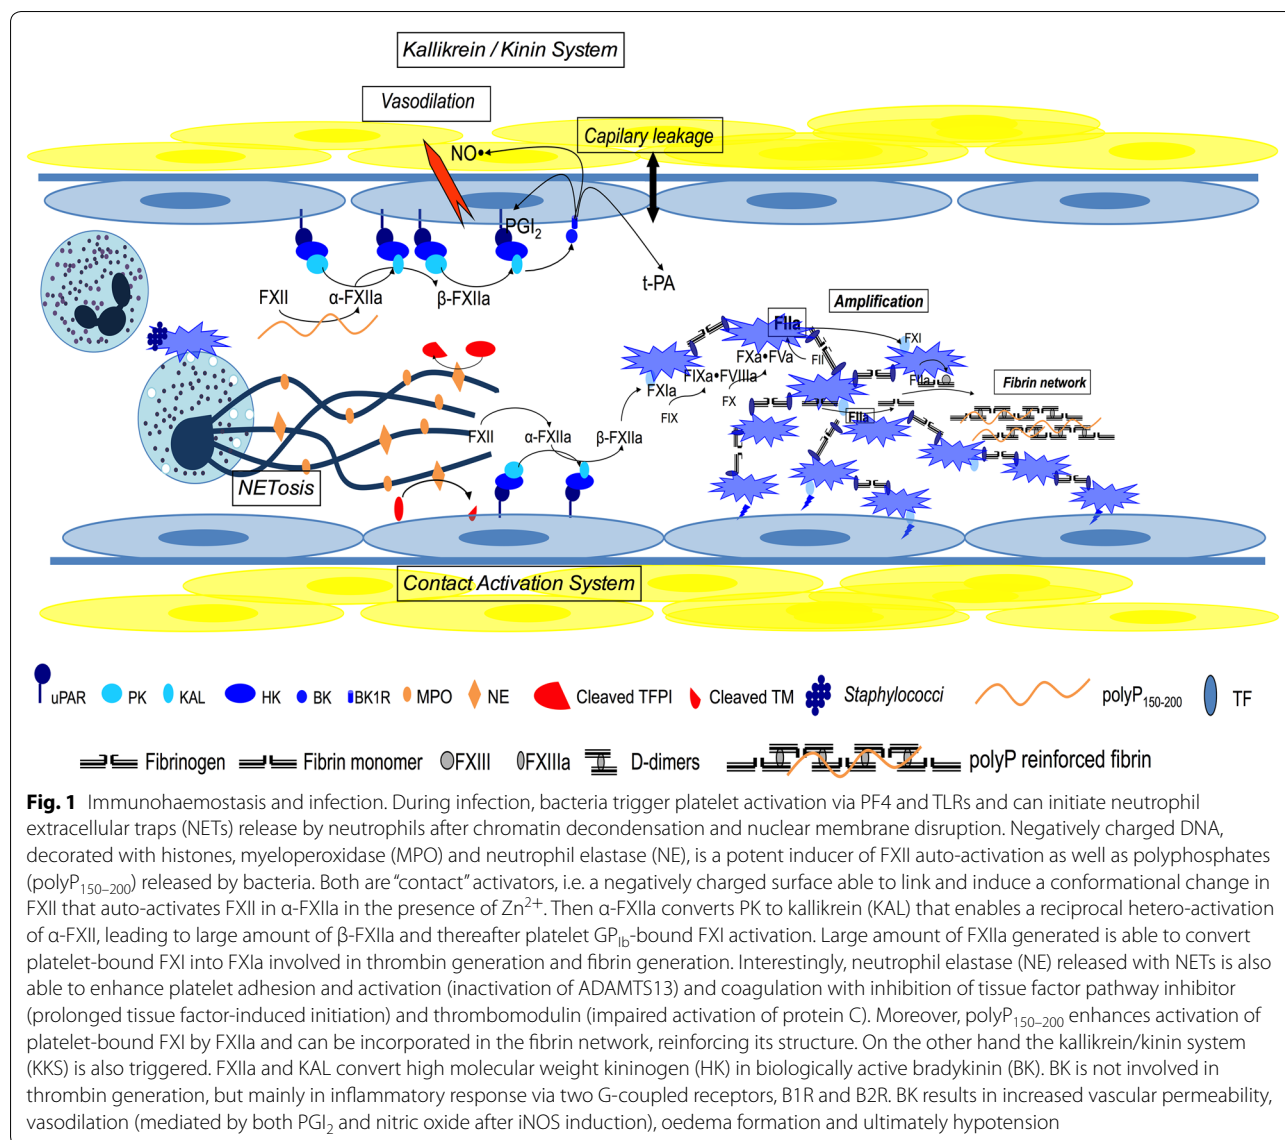 Kallikrein / Kinin System
Vasodilation
Capilary leakage
NO•
PGI2
t-PA
FXII
α-FXIIa
β-FXIIa
Amplification
FIIa
FXI
FXa•FVa
FII
FXIa
FIXa•FVIIIa
FIIa
Fibrin network
FIX
FX
FIIa
FXII
α-FXIIa
β-FXIIa
NETosis
Contact Activation System
uPAR PK KAL HK BK BK1R MPO NE Cleaved TFPI Cleaved TM Staphylococci polyP150-200 TF
Fibrinogen Fibrin monomer FXIII FXIIIa D-dimers polyP reinforced fibrin
Fig. 1 Immunohaemostasis and infection. During infection, bacteria trigger platelet activation via PF4 and TLRs and can initiate neutrophil
extracellular traps (NETs) release by neutrophils after chromatin decondensation and nuclear membrane disruption. Negatively charged DNA,
decorated with histones, myeloperoxidase (MPO) and neutrophil elastase (NE), is a potent inducer of FXII auto-activation as well as polyphosphates
(polyP150–200) released by bacteria. Both are “contact” activators, i.e. a negatively charged surface able to link and induce a conformational change in
FXII that auto-activates FXII in α-FXIIa in the presence of Zn2+. Then α-FXIIa converts PK to kallikrein (KAL) that enables a reciprocal hetero-activation
of α-FXII, leading to large amount of β-FXIIa and thereafter platelet GPIb-bound FXI activation. Large amount of FXIIa generated is able to convert
platelet-bound FXI into FXIa involved in thrombin generation and fibrin generation. Interestingly, neutrophil elastase (NE) released with NETs is also
able to enhance platelet adhesion and activation (inactivation of ADAMTS13) and coagulation with inhibition of tissue factor pathway inhibitor
(prolonged tissue factor-induced initiation) and thrombomodulin (impaired activation of protein C). Moreover, polyP150–200 enhances activation of
platelet-bound FXI by FXIIa and can be incorporated in the fibrin network, reinforcing its structure. On the other hand the kallikrein/kinin system
(KKS) is also triggered. FXIIa and KAL convert high molecular weight kininogen (HK) in biologically active bradykinin (BK). BK is not involved in
thrombin generation, but mainly in inflammatory response via two G-coupled receptors, B1R and B2R. BK results in increased vascular permeability,
vasodilation (mediated by both PGI2 and nitric oxide after iNOS induction), oedema formation and ultimately hypotension